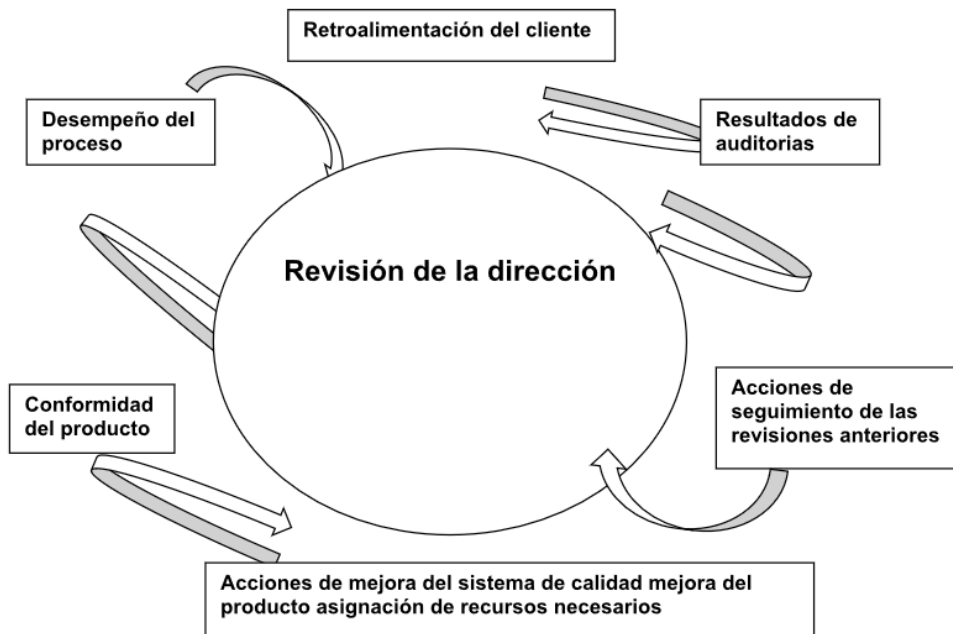 Retroalimentación del cliente
Desempeño del
proceso
Resultados de
auditorias
Revisión de la dirección
Conformidad
del producto
Acciones de
seguimiento de las
revisiones anteriores
Acciones de mejora del sistema de calidad mejora del
producto asignación de recursos necesarios